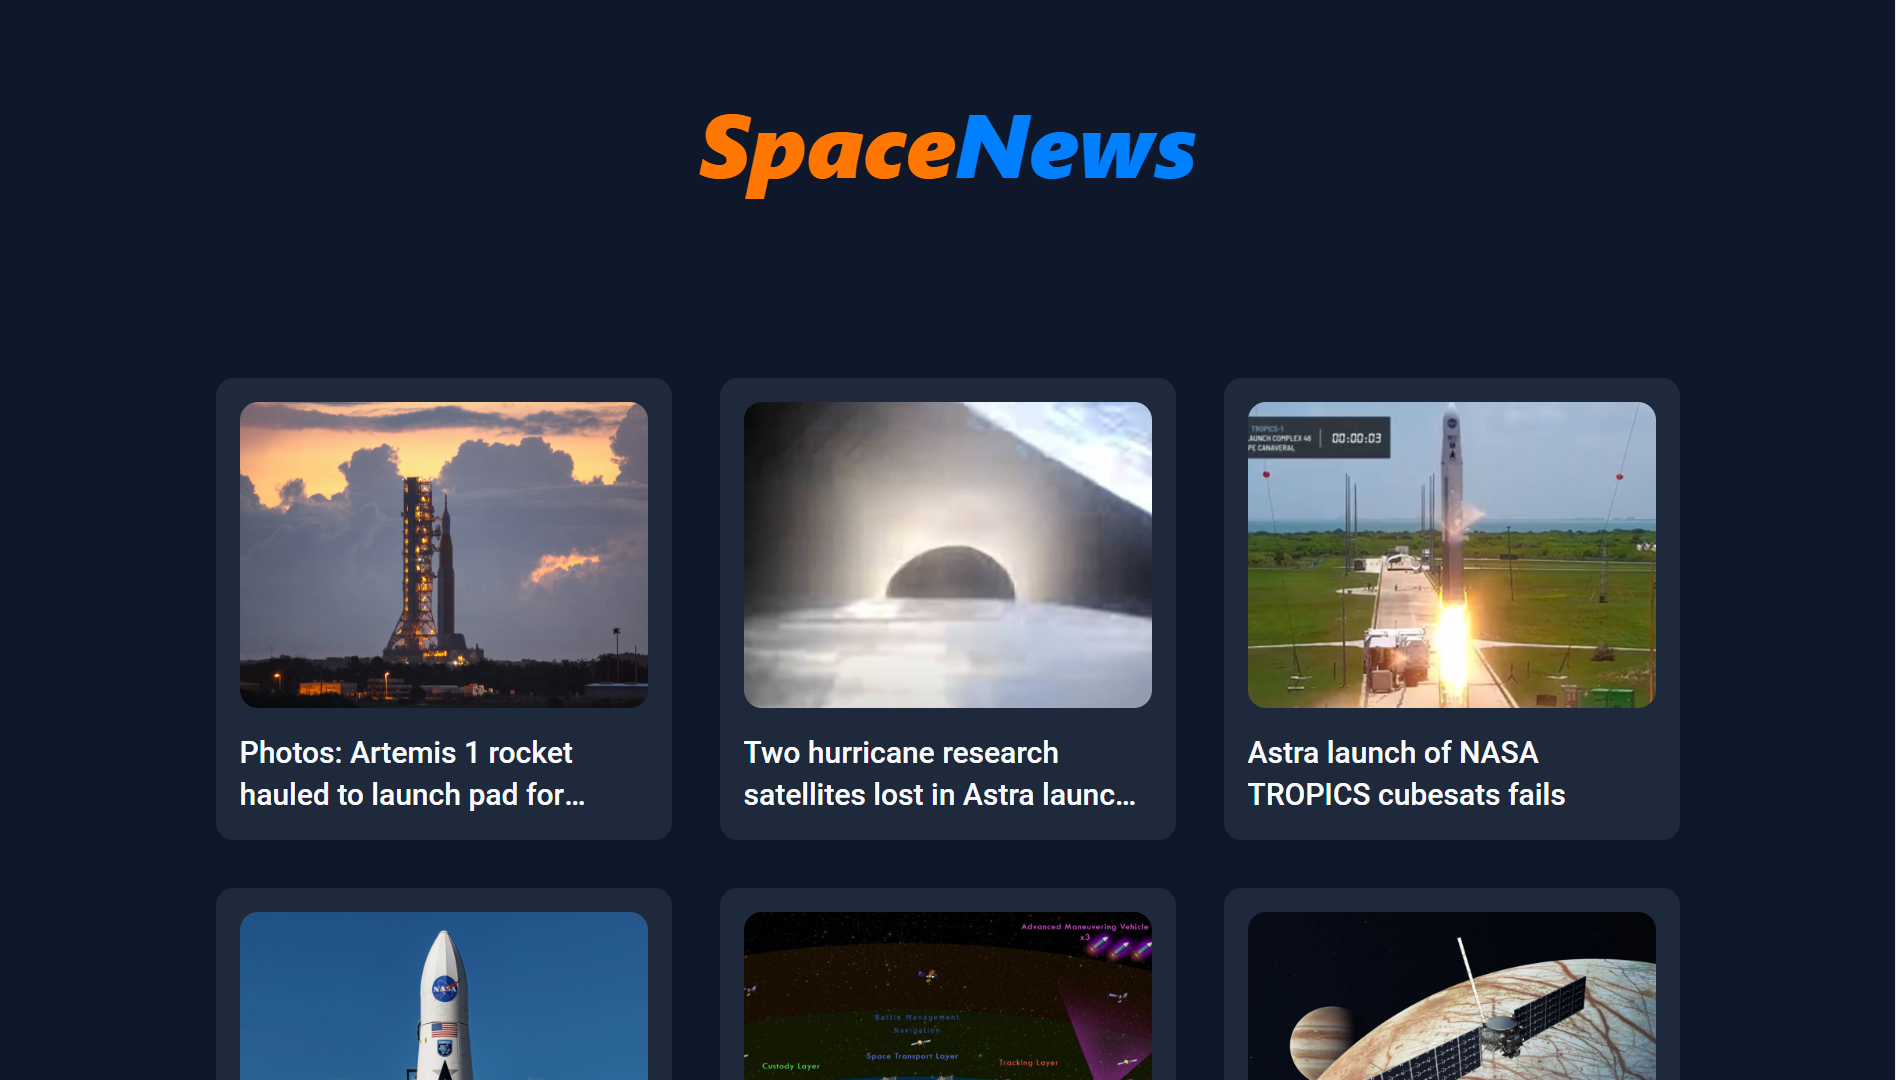 SpaceNews
TROPICS-1
AUNCH COMPLEX 46
PE CANAVERAL
00:00:03
Photos: Artemis 1 rocket
hauled to launch pad for...
Two hurricane research
satellites lost in Astra launc...
Astra launch of NASA
TROPICS cubesats fails
NASA
Advanced Maneuvering Vehicle
x3
Battle Management
Navigation
Space Transport Layer
Custody Layer
Tracking Layer